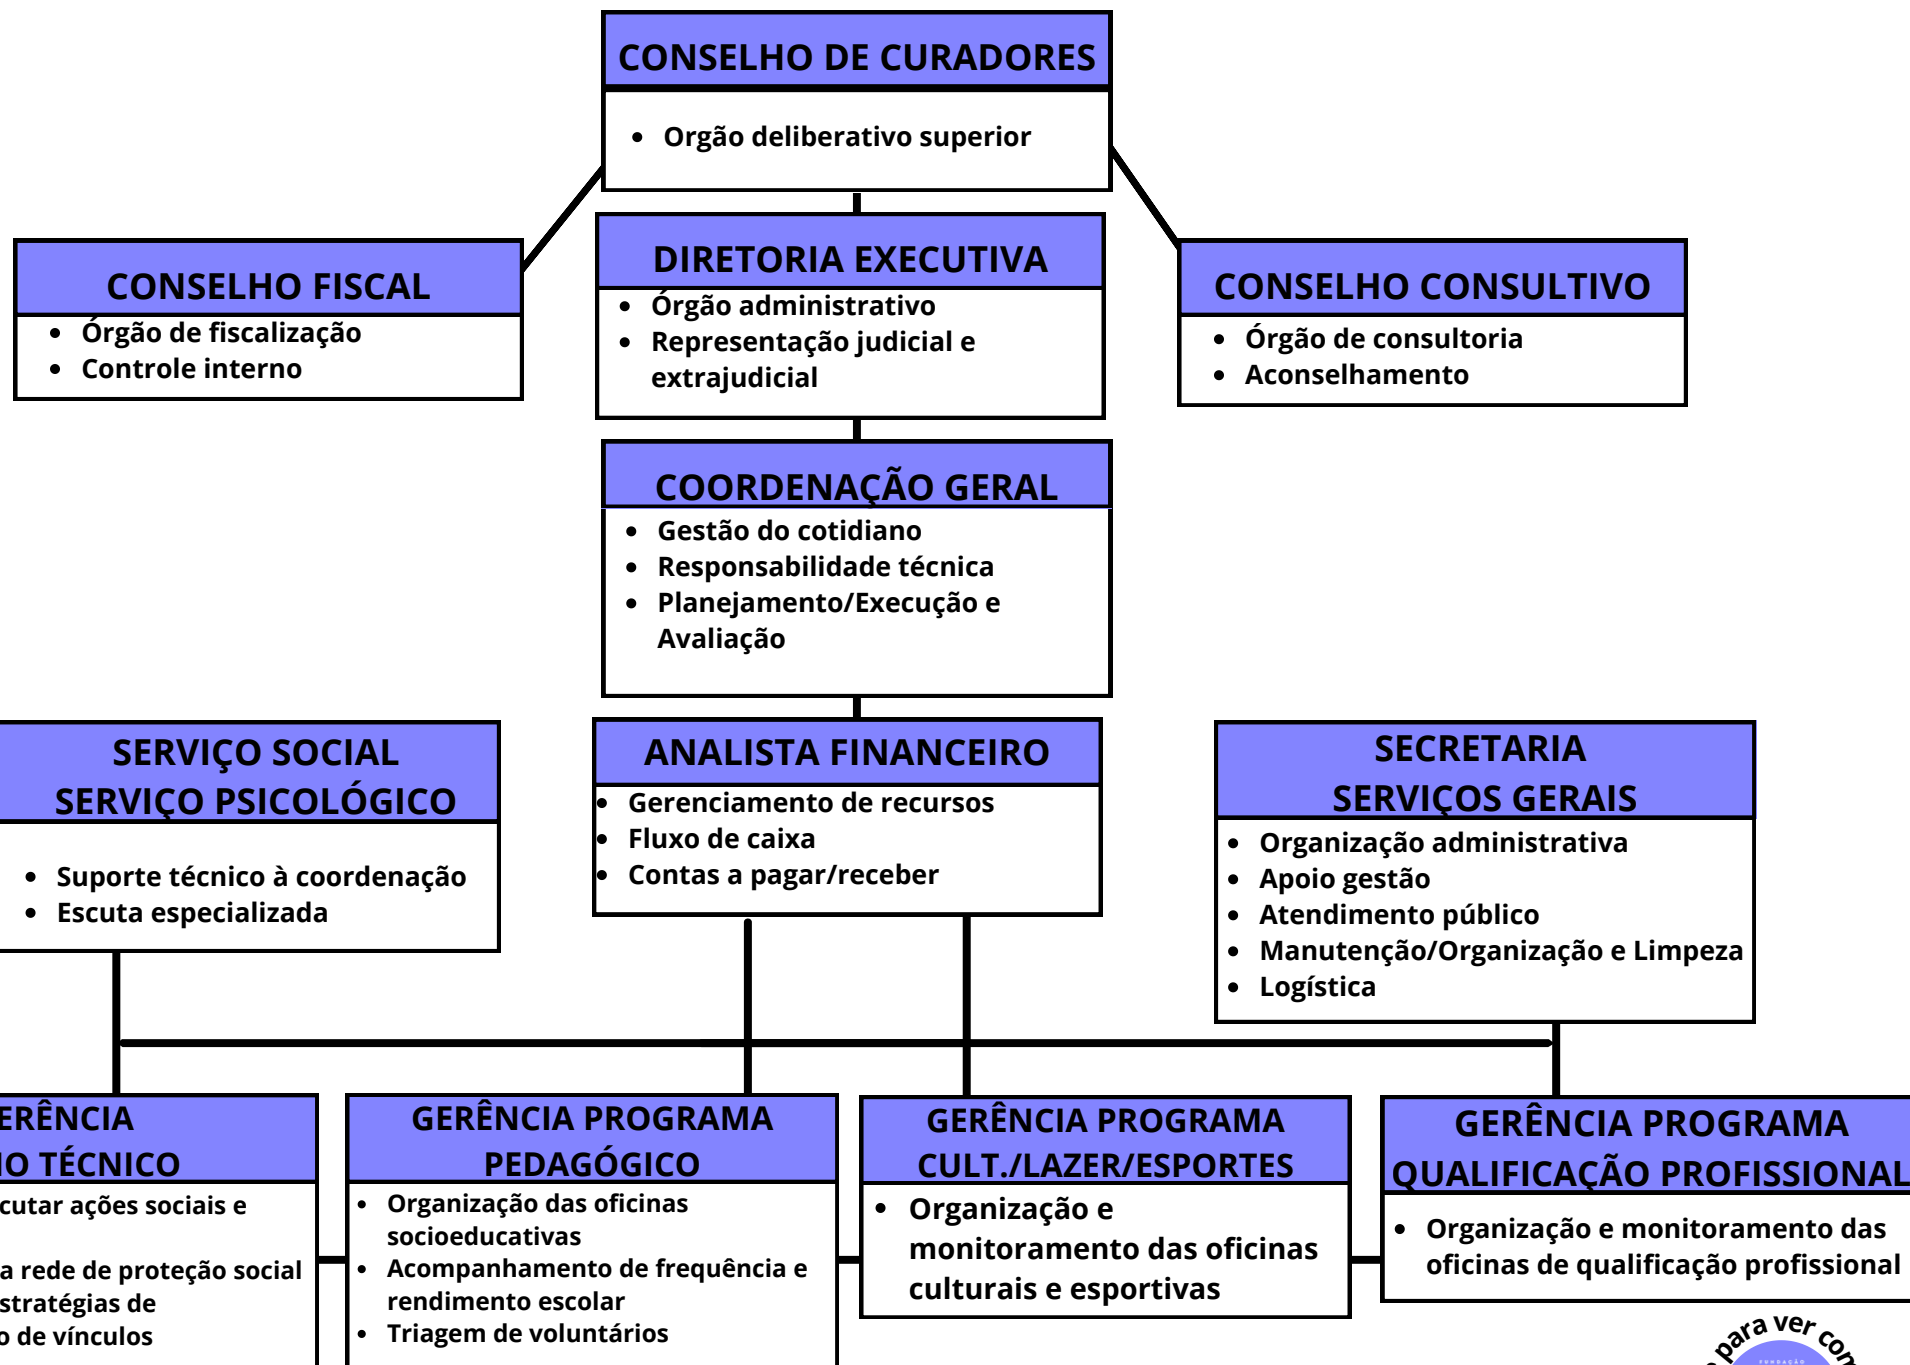 CONSELHO DE CURADORES
Orgão deliberativo superior
CONSELHO FISCAL
Órgão de fiscalização
Controle interno
DIRETORIA EXECUTIVA
Órgão administrativo
Representação judicial e
extrajudicial
CONSELHO CONSULTIVO
Órgão de consultoria
Aconselhamento
COORDENAÇÃO GERAL
Gestão do cotidiano
Responsabilidade técnica
Planejamento/Execução e
Avaliação
SERVIÇO SOCIAL
SERVIÇO PSICOLÓGICO
Suporte técnico à coordenação
Escuta especializada
ANALISTA FINANCEIRO
Gerenciamento de recursos
Fluxo de caixa
Contas a pagar/receber
SECRETARIA
SERVIÇOS GERAIS
Organização administrativa
Apoio gestão
Atendimento público
Manutenção/Organização e Limpeza
Logística
TÉCNICO
ações sociais e
a rede de proteção social
de
de vínculos
GERÊNCIA PROGRAMA
PEDAGÓGICO
Organização das oficinas
socioeducativas
Acompanhamento de frequência e
rendimento escolar
Triagem de voluntários
GERÊNCIA PROGRAMA
CULT./LAZER/ESPORTES
Organização e
monitoramento das oficinas
culturais e esportivas
GERÊNCIA PROGRAMA
QUALIFICAÇÃO PROFISSIONAL
Organização e monitoramento das
oficinas de qualificação profissional
para ver
FUNDAÇÃO